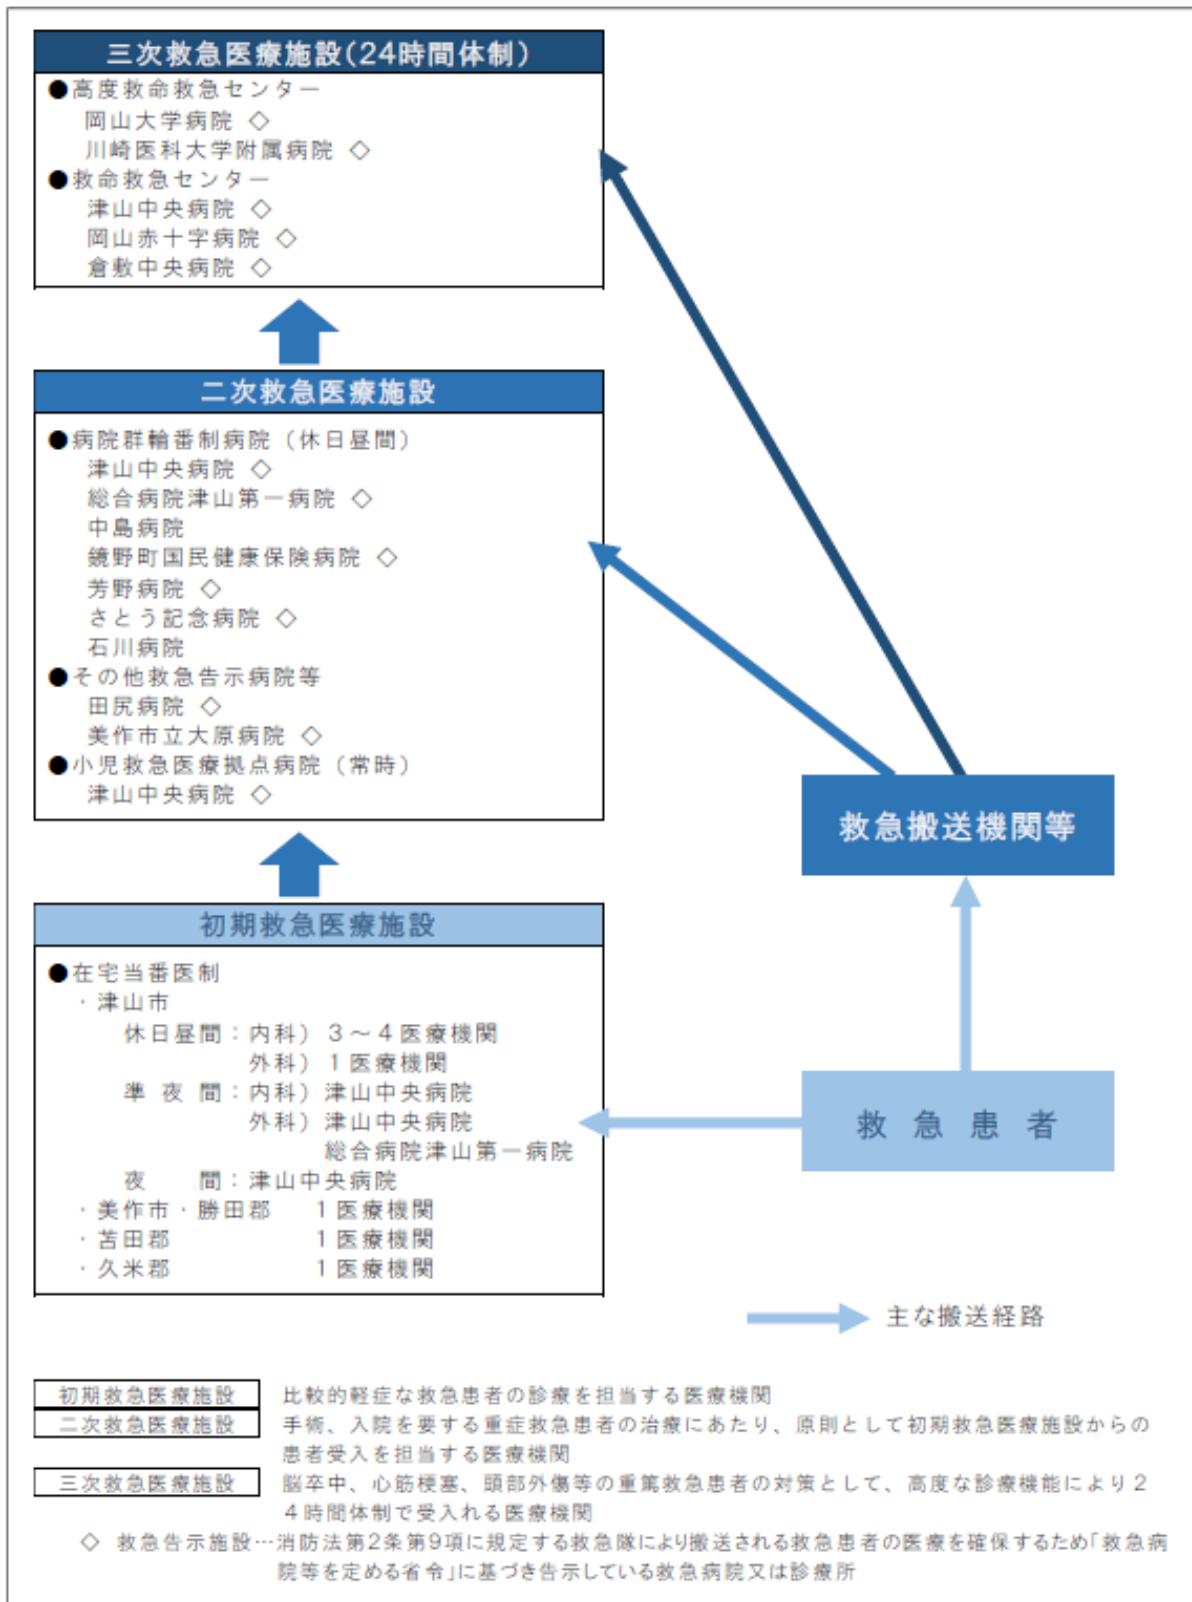 三次救急医療施設(24時間体制)
●高度救命救急センター
岡山大学病院 ◇
川崎医科大学附属病院 ◇
●救命救急センター
津山中央病院 ◇
岡山赤十字病院 ◇
倉敷中央病院 ◇
二次救急医療施設
●病院群輪番制病院（休日昼間）
津山中央病院 ◇
総合病院津山第一病院 ◇
中島病院
鏡野町国民健康保険病院 ◇
芳野病院 ◇
さとう記念病院 ◇
石川病院
●その他救急告示病院等
田尻病院 ◇
美作市立大原病院 ◇
●小児救急医療拠点病院（常時）
津山中央病院 ◇
救急搬送機関等
初期救急医療施設
●在宅当番医制
・津山市
休日昼間：内科）３～４医療機関
外科）１医療機関
準 夜 間：内科）津山中央病院
外科）津山中央病院
総合病院津山第一病院
夜　　間：津山中央病院
・美作市・勝田郡　１医療機関
・苫田郡　１医療機関
・久米郡　１医療機関
救 急 患 者
主な搬送経路
初期救急医療施設　比較的軽症な救急患者の診療を担当する医療機関
二次救急医療施設　手術、入院を要する重症救急患者の治療にあたり、原則として初期救急医療施設からの
患者受入を担当する医療機関
三次救急医療施設　脳卒中、心筋梗塞、頭部外傷等の重篤救急患者の対策として、高度な診療機能により２
４時間体制で受入れる医療機関
◇ 救急告示施設…消防法第2条第9項に規定する救急隊により搬送される救急患者の医療を確保するため「救急病
院等を定める省令」に基づき告示している救急病院又は診療所